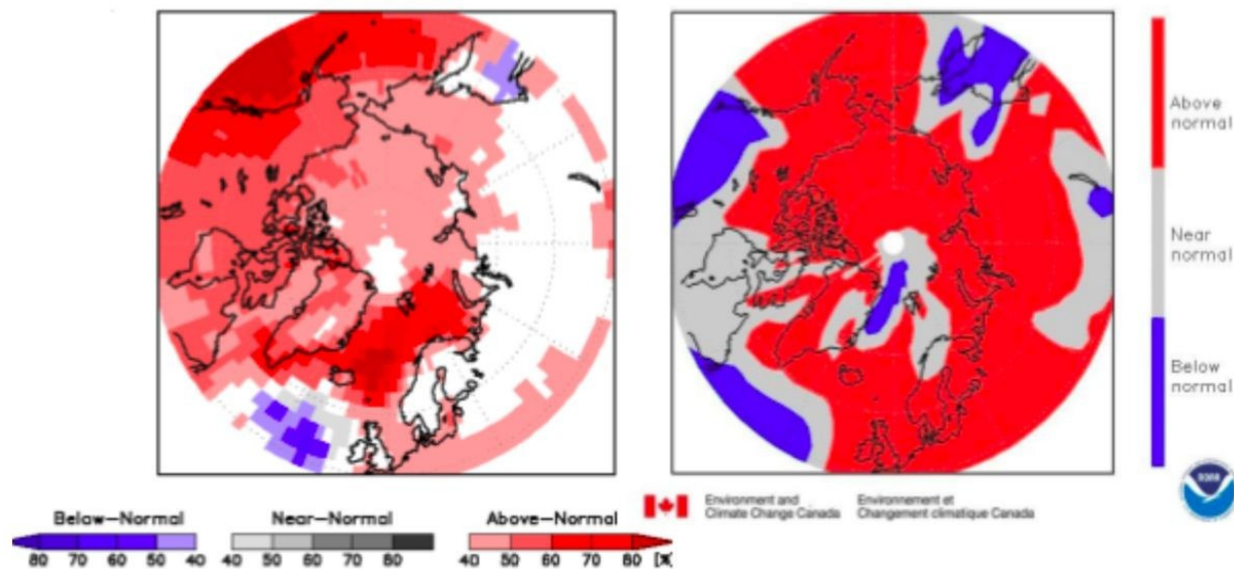 Above
normal
Near
normal
Below
normal
Below-Normal
Near-Normal
Above-Normal
80 70 60 50 40
40 60 70 80
40 50 60 70 80 [%]
Environment and
Climate Change Canada
Environnement et
Changement climatique Canada
NOAA